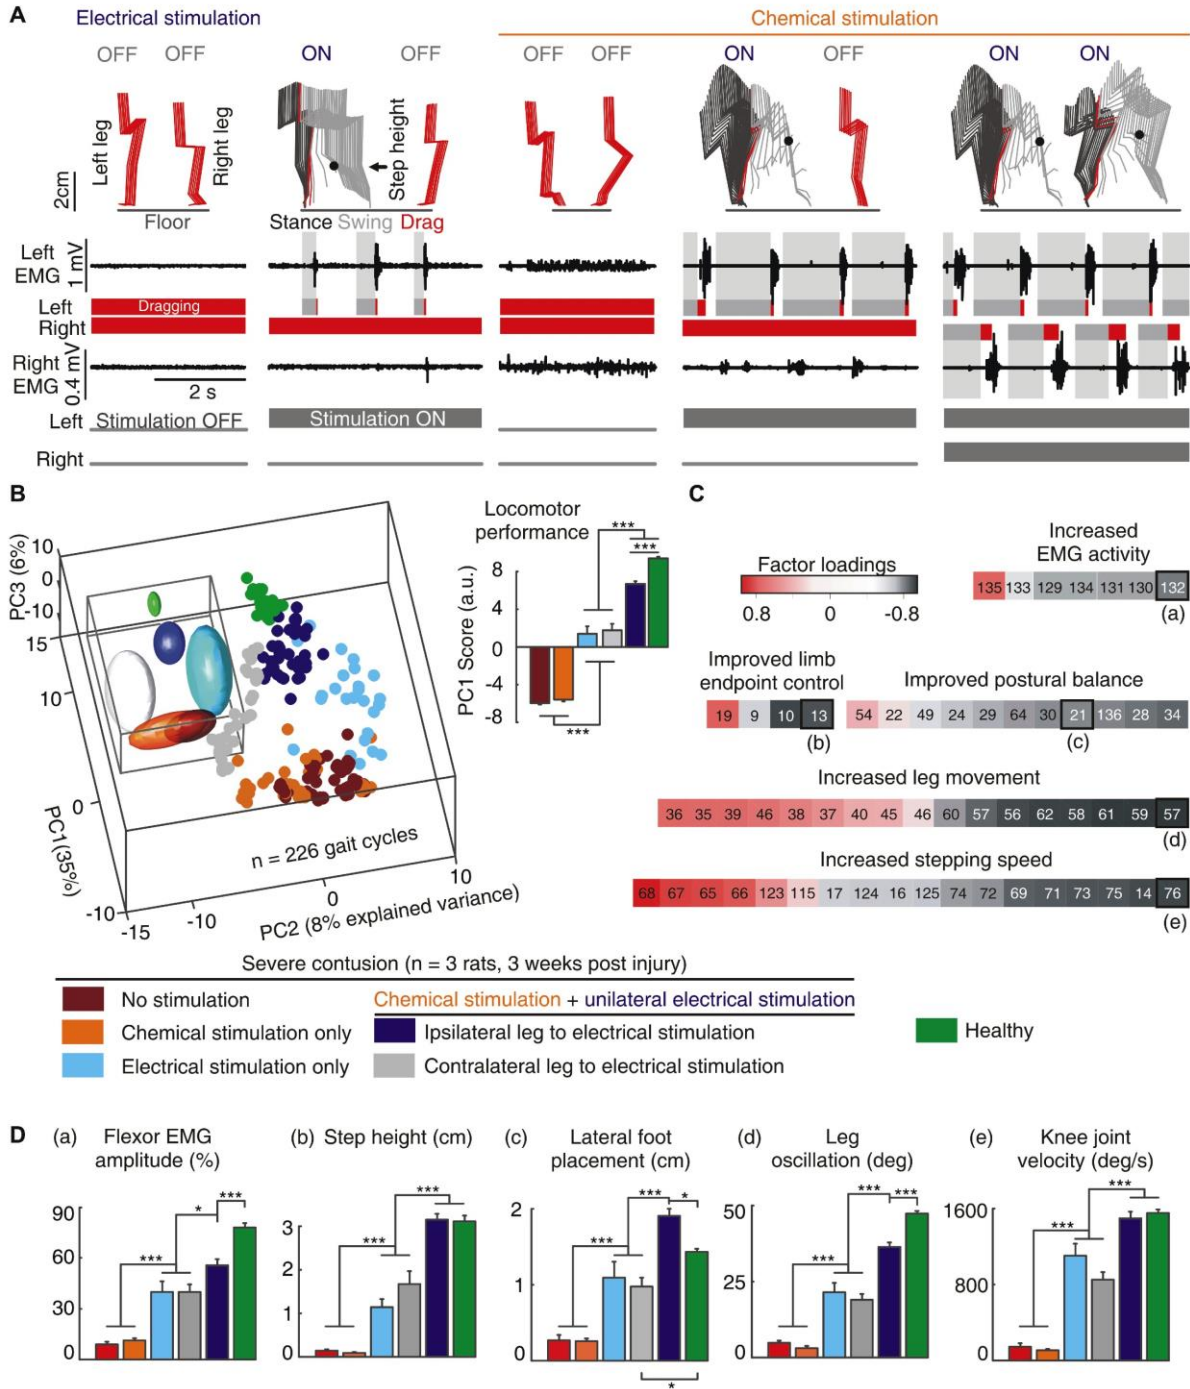 A
Electrical stimulation
Chemical stimulation
OFF OFF ON OFF OFF OFF ON OFF ON ON
Left leg
Right leg
Step height
2cm
Floor
Stance Swing Drag
Left
EMG
1 mV
Left
Dragging
Right
Right
EMG
0.4 mV
2 s
Left
Stimulation OFF
Stimulation ON
Right
B
PC3 (6%)
10
0
-10
15
10
0
-10
PC1(35%)
-15
-10
0
10
PC2 (8% explained variance)
n = 226 gait cycles
Locomotor
performance
PC1 Score (a.u.)
8
4
0
-4
-8
***
***
***
C
Factor loadings
0.8 0 -0.8
Increased
EMG activity
135 133 129 134 131 130 132
(a)
Improved limb
endpoint control
19 9 10 13
(b)
Improved postural balance
54 22 49 24 29 64 30 21 136 28 34
(c)
Increased leg movement
36 35 39 46 38 37 40 45 46 60 57 56 62 58 61 59 57
(d)
Increased stepping speed
68 67 65 66 123 115 17 124 16 125 74 72 69 71 73 75 14 76
(e)
Severe contusion (n = 3 rats, 3 weeks post injury)
No stimulation
Chemical stimulation only
Electrical stimulation only
Chemical stimulation + unilateral electrical stimulation
Ipsilateral leg to electrical stimulation
Contralateral leg to electrical stimulation
Healthy
D
(a) Flexor EMG
amplitude (%)
90
60
30
0
***
*
***
(b) Step height (cm)
3
2
1
0
***
***
(c) Lateral foot
placement (cm)
2
1
0
***
***
*
*
(d) Leg
oscillation (deg)
50
25
0
***
***
***
(e) Knee joint
velocity (deg/s)
1600
800
0
***
***